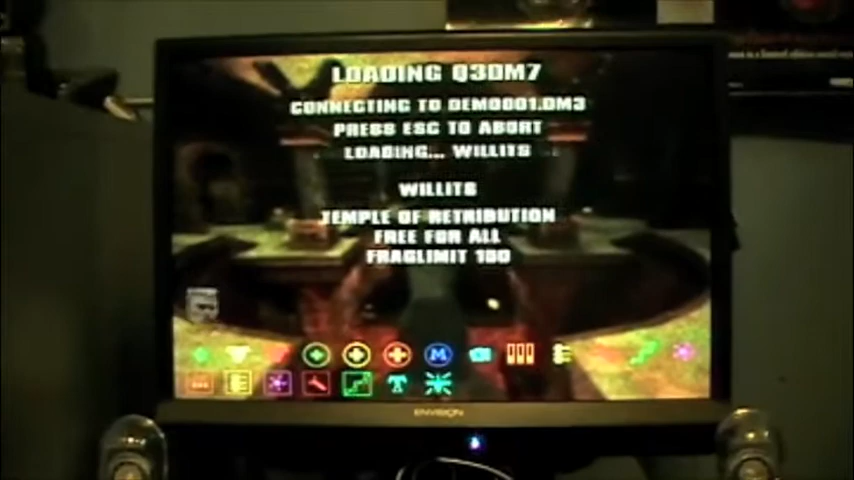 LOADING Q3DM7
CONNECTING TO DEMO001.DM3
PRESS ESC TO ABORT
LOADING... WILLITS
WILLITS
TEMPLE OF RETRIBUTION
FREE FOR ALL
FRAGLIMIT 100
M
ENVISION